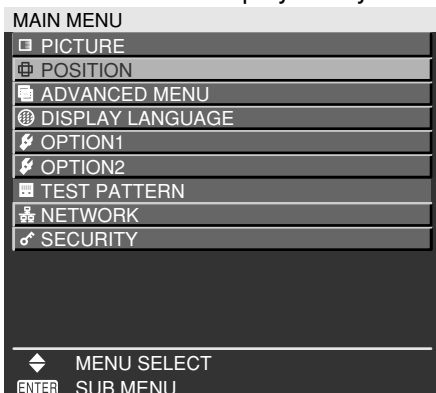 MAIN MENU
PICTURE
POSITION
ADVANCED MENU
DISPLAY LANGUAGE
OPTION1
OPTION2
TEST PATTERN
NETWORK
SECURITY
MENU SELECT
ENTER SUB MENU